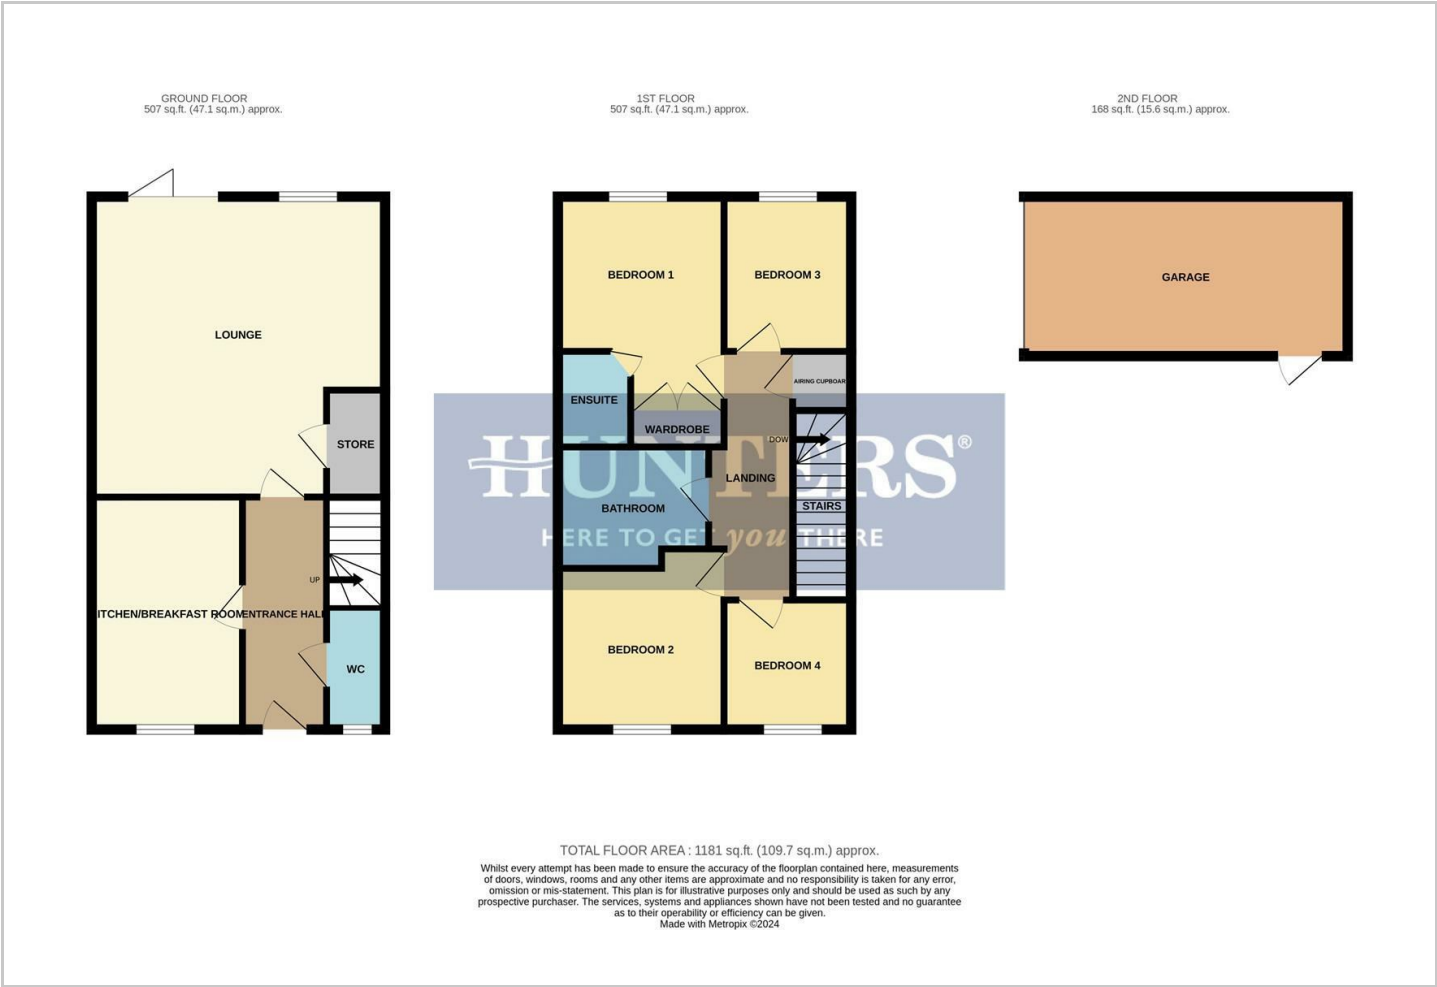 GROUND FLOOR
507 sq.ft. (47.1 sq.m.) approx.
1ST FLOOR
507 sq.ft. (47.1 sq.m.) approx.
2ND FLOOR
168 sq.ft. (15.6 sq.m.) approx.
LOUNGE
STORE
UP
ITCHEN/BREAKFAST ROOM
ENTRANCE HALL
WC
BEDROOM 1
BEDROOM 3
AIRING CUPBOAR
ENSUITE
WARDROBE
DOW
LANDING
STAIRS
BATHROOM
BEDROOM 2
BEDROOM 4
GARAGE
HUNTERS®
HERE TO GET you THERE
TOTAL FLOOR AREA : 1181 sq.ft. (109.7 sq.m.) approx.
Whilst every attempt has been made to ensure the accuracy of the floorplan contained here, measurements
of doors, windows, rooms and any other items are approximate and no responsibility is taken for any error,
omission or mis-statement. This plan is for illustrative purposes only and should be used as such by any
prospective purchaser. The services, systems and appliances shown have not been tested and no guarantee
as to their operability or efficiency can be given.
Made with Metropix ©2024